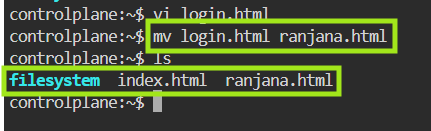 controlplane:~$ vi login.html
controlplane:~$ mv login.html ranjana.html
controlplane:~$ ls
filesystem  index.html  ranjana.html
controlplane:~$